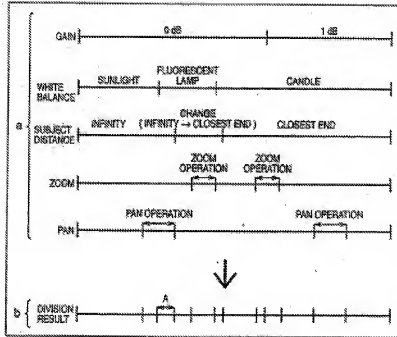 a
GAIN 0 dB 1 dB
WHITE BALANCE SUNLIGHT FLUORESCENT LAMP CANDLE
SUBJECT DISTANCE INFINITY CHANGE (INFINITY → CLOSEST END) CLOSEST END
ZOOM ZOOM OPERATION ZOOM OPERATION
PAN PAN OPERATION PAN OPERATION
b DIVISION RESULT A